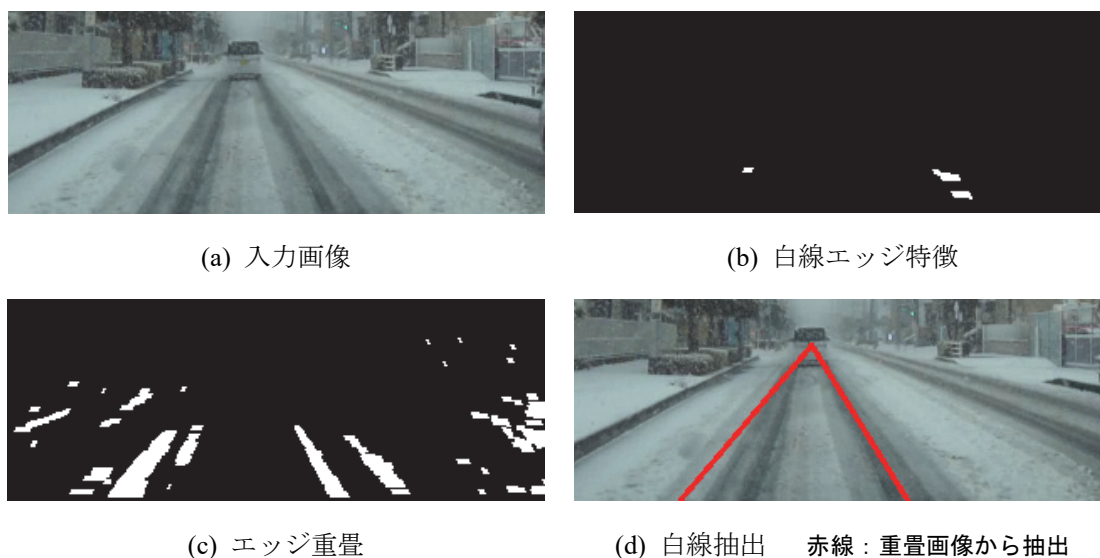 (a) 入力画像
(b) 白線エッジ特徴
(c) エッジ重畳
(d) 白線抽出 赤線：重畳画像から抽出